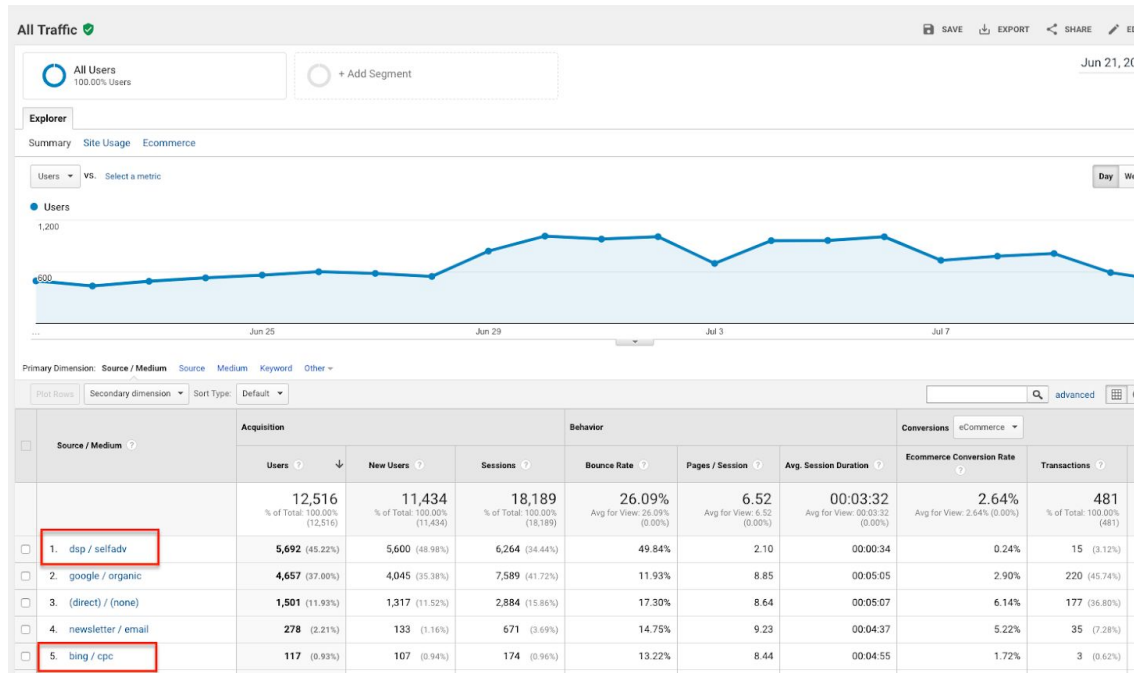 All Traffic
SAVE EXPORT SHARE
All Users
100.00% Users
+ Add Segment
Jun 21, 20
Explorer
Summary Site Usage Ecommerce
Users VS. Select a metric
Day We
Users
1,200
600
... Jun 25 Jun 29 Jul 3 Jul 7
Primary Dimension: Source / Medium Source Medium Keyword Other
Plot Rows Secondary dimension Sort Type: Default advanced
Source / Medium ? Acquisition Behavior Conversions eCommerce
Users ? New Users ? Sessions ? Bounce Rate ? Pages / Session ? Avg. Session Duration ? Ecommerce Conversion Rate ? Transactions ?
12,516 11,434 18,189 26.09% 6.52 00:03:32 2.64% 481
% of Total: 100.00% % of Total: 100.00% % of Total: 100.00% Avg for View: 26.09% Avg for View: 6.52 Avg for View: 00:03:32 Avg for View: 2.64% (0.00%) % of Total: 100.00%
(12,516) (11,434) (18,189) (0.00%) (0.00%) (0.00%) (481)
1. dsp / selfadv 5,692 (45.22%) 5,600 (48.98%) 6,264 (34.44%) 49.84% 2.10 00:00:34 0.24% 15 (3.12%)
2. google / organic 4,657 (37.00%) 4,045 (35.38%) 7,589 (41.72%) 11.93% 8.85 00:05:05 2.90% 220 (45.74%)
3. (direct) / (none) 1,501 (11.93%) 1,317 (11.52%) 2,884 (15.86%) 17.30% 8.64 00:05:07 6.14% 177 (36.80%)
4. newsletter / email 278 (2.21%) 133 (1.16%) 671 (3.69%) 14.75% 9.23 00:04:37 5.22% 35 (7.28%)
5. bing / cpc 117 (0.93%) 107 (0.94%) 174 (0.96%) 13.22% 8.44 00:04:55 1.72% 3 (0.62%)